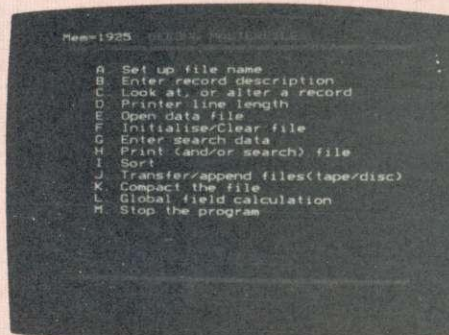 Mem=1925
A. Set up file name
B. Enter record description
C. Look at, or alter a record
D. Printer line length
E. Open data file
F. Initialise/Clear file
G. Enter search data
H. Print (and/or search) file
I. Sort
J. Transfer/append files(tape/disc)
K. Compact the file
L. Global field calculation
M. Stop the program